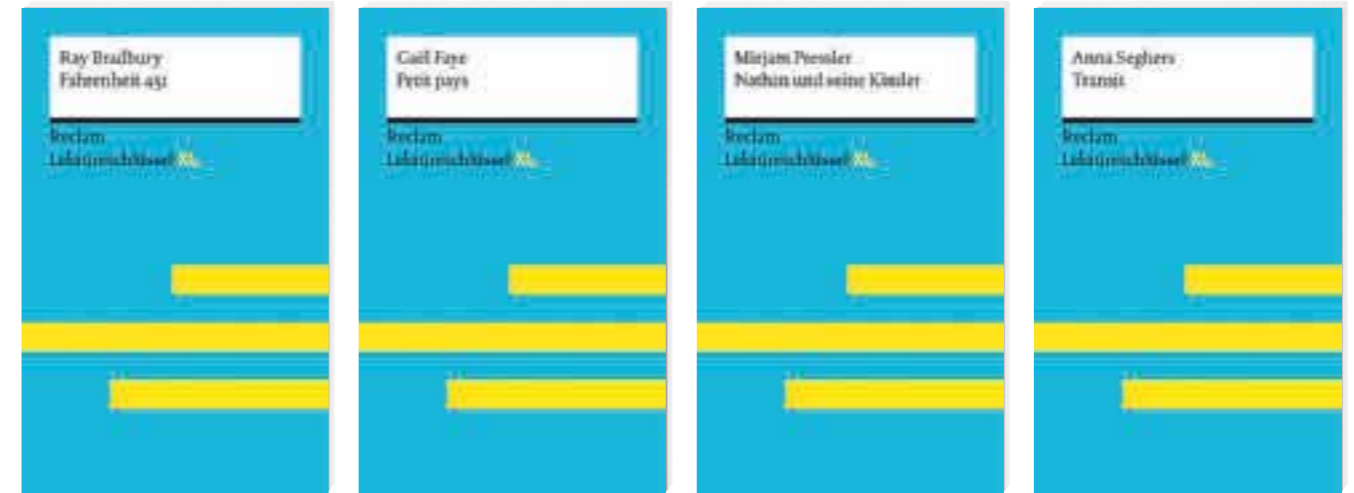 Ray Bradbury
Fahrenheit 451
Reclam
Lektüreschlüssel XL
Gaël Faye
Petit pays
Reclam
Lektüreschlüssel XL
Mirjam Pressler
Nathan und seine Kinder
Reclam
Lektüreschlüssel XL
Anna Seghers
Transit
Reclam
Lektüreschlüssel XL